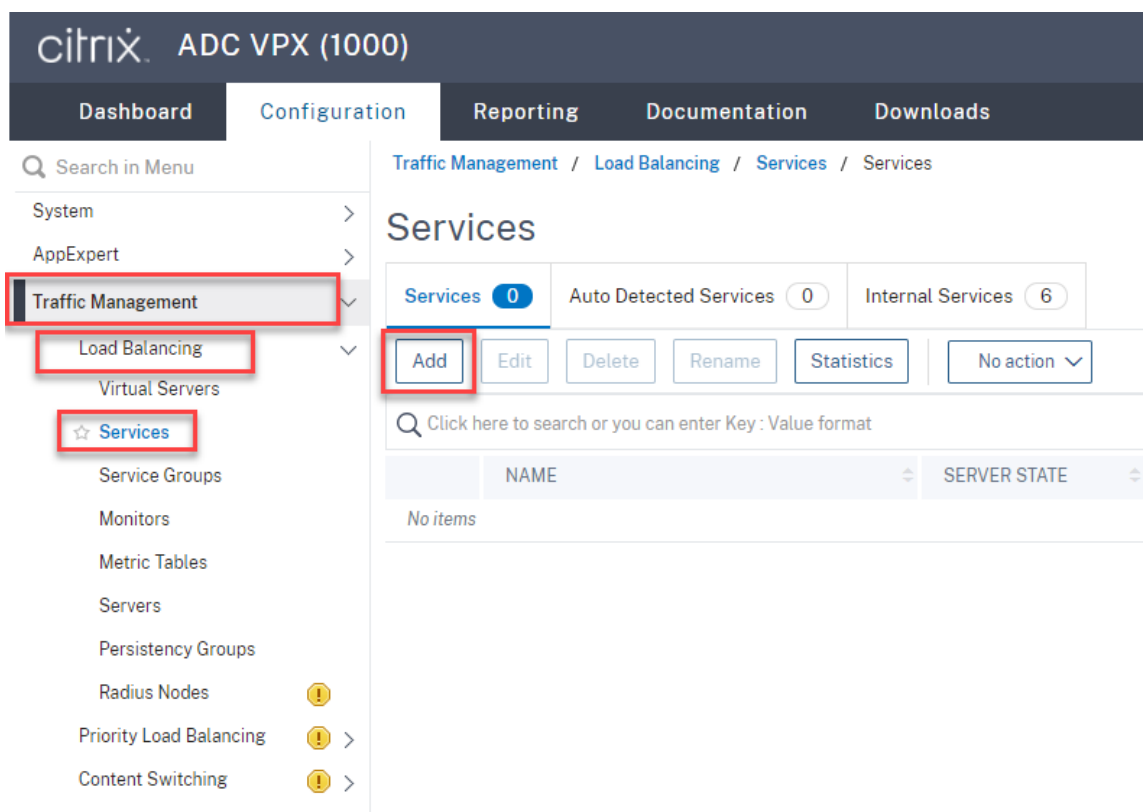 citrix. ADC VPX (1000)
Dashboard Configuration Reporting Documentation Downloads
Search in Menu
System
AppExpert
Traffic Management
Load Balancing
Virtual Servers
Services
Service Groups
Monitors
Metric Tables
Servers
Persistency Groups
Radius Nodes
Priority Load Balancing
Content Switching
Traffic Management / Load Balancing / Services / Services
Services
Services 0 Auto Detected Services 0 Internal Services 6
Add Edit Delete Rename Statistics No action
Click here to search or you can enter Key : Value format
NAME SERVER STATE
No items